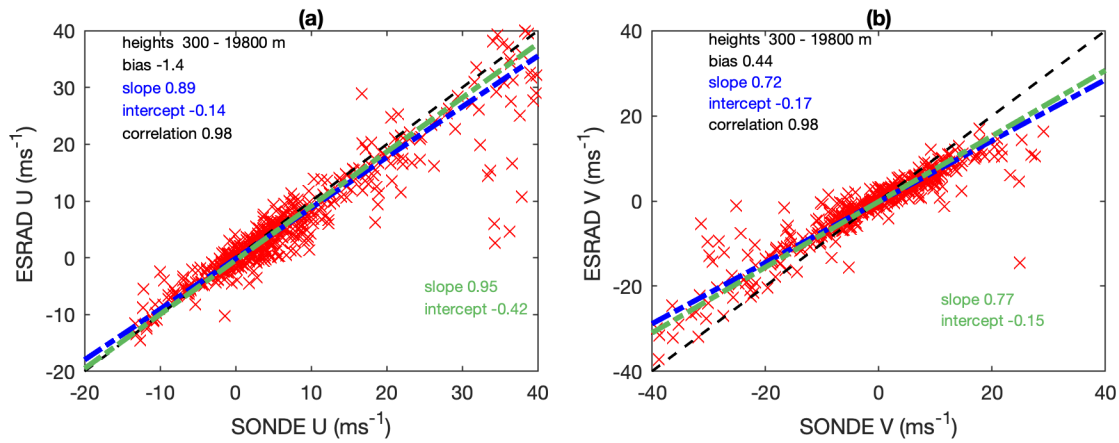 (a)
heights 300 - 19800 m
bias -1.4
slope 0.89
intercept -0.14
correlation 0.98
slope 0.95
intercept -0.42
40
30
20
10
0
-10
-20
-20 -10 0 10 20 30 40
ESRAD U (ms⁻¹)
SONDE U (ms⁻¹)
(b)
heights 300 - 19800 m
bias 0.44
slope 0.72
intercept -0.17
correlation 0.98
slope 0.77
intercept -0.15
40
20
0
-20
-40
-40 -20 0 20 40
ESRAD V (ms⁻¹)
SONDE V (ms⁻¹)